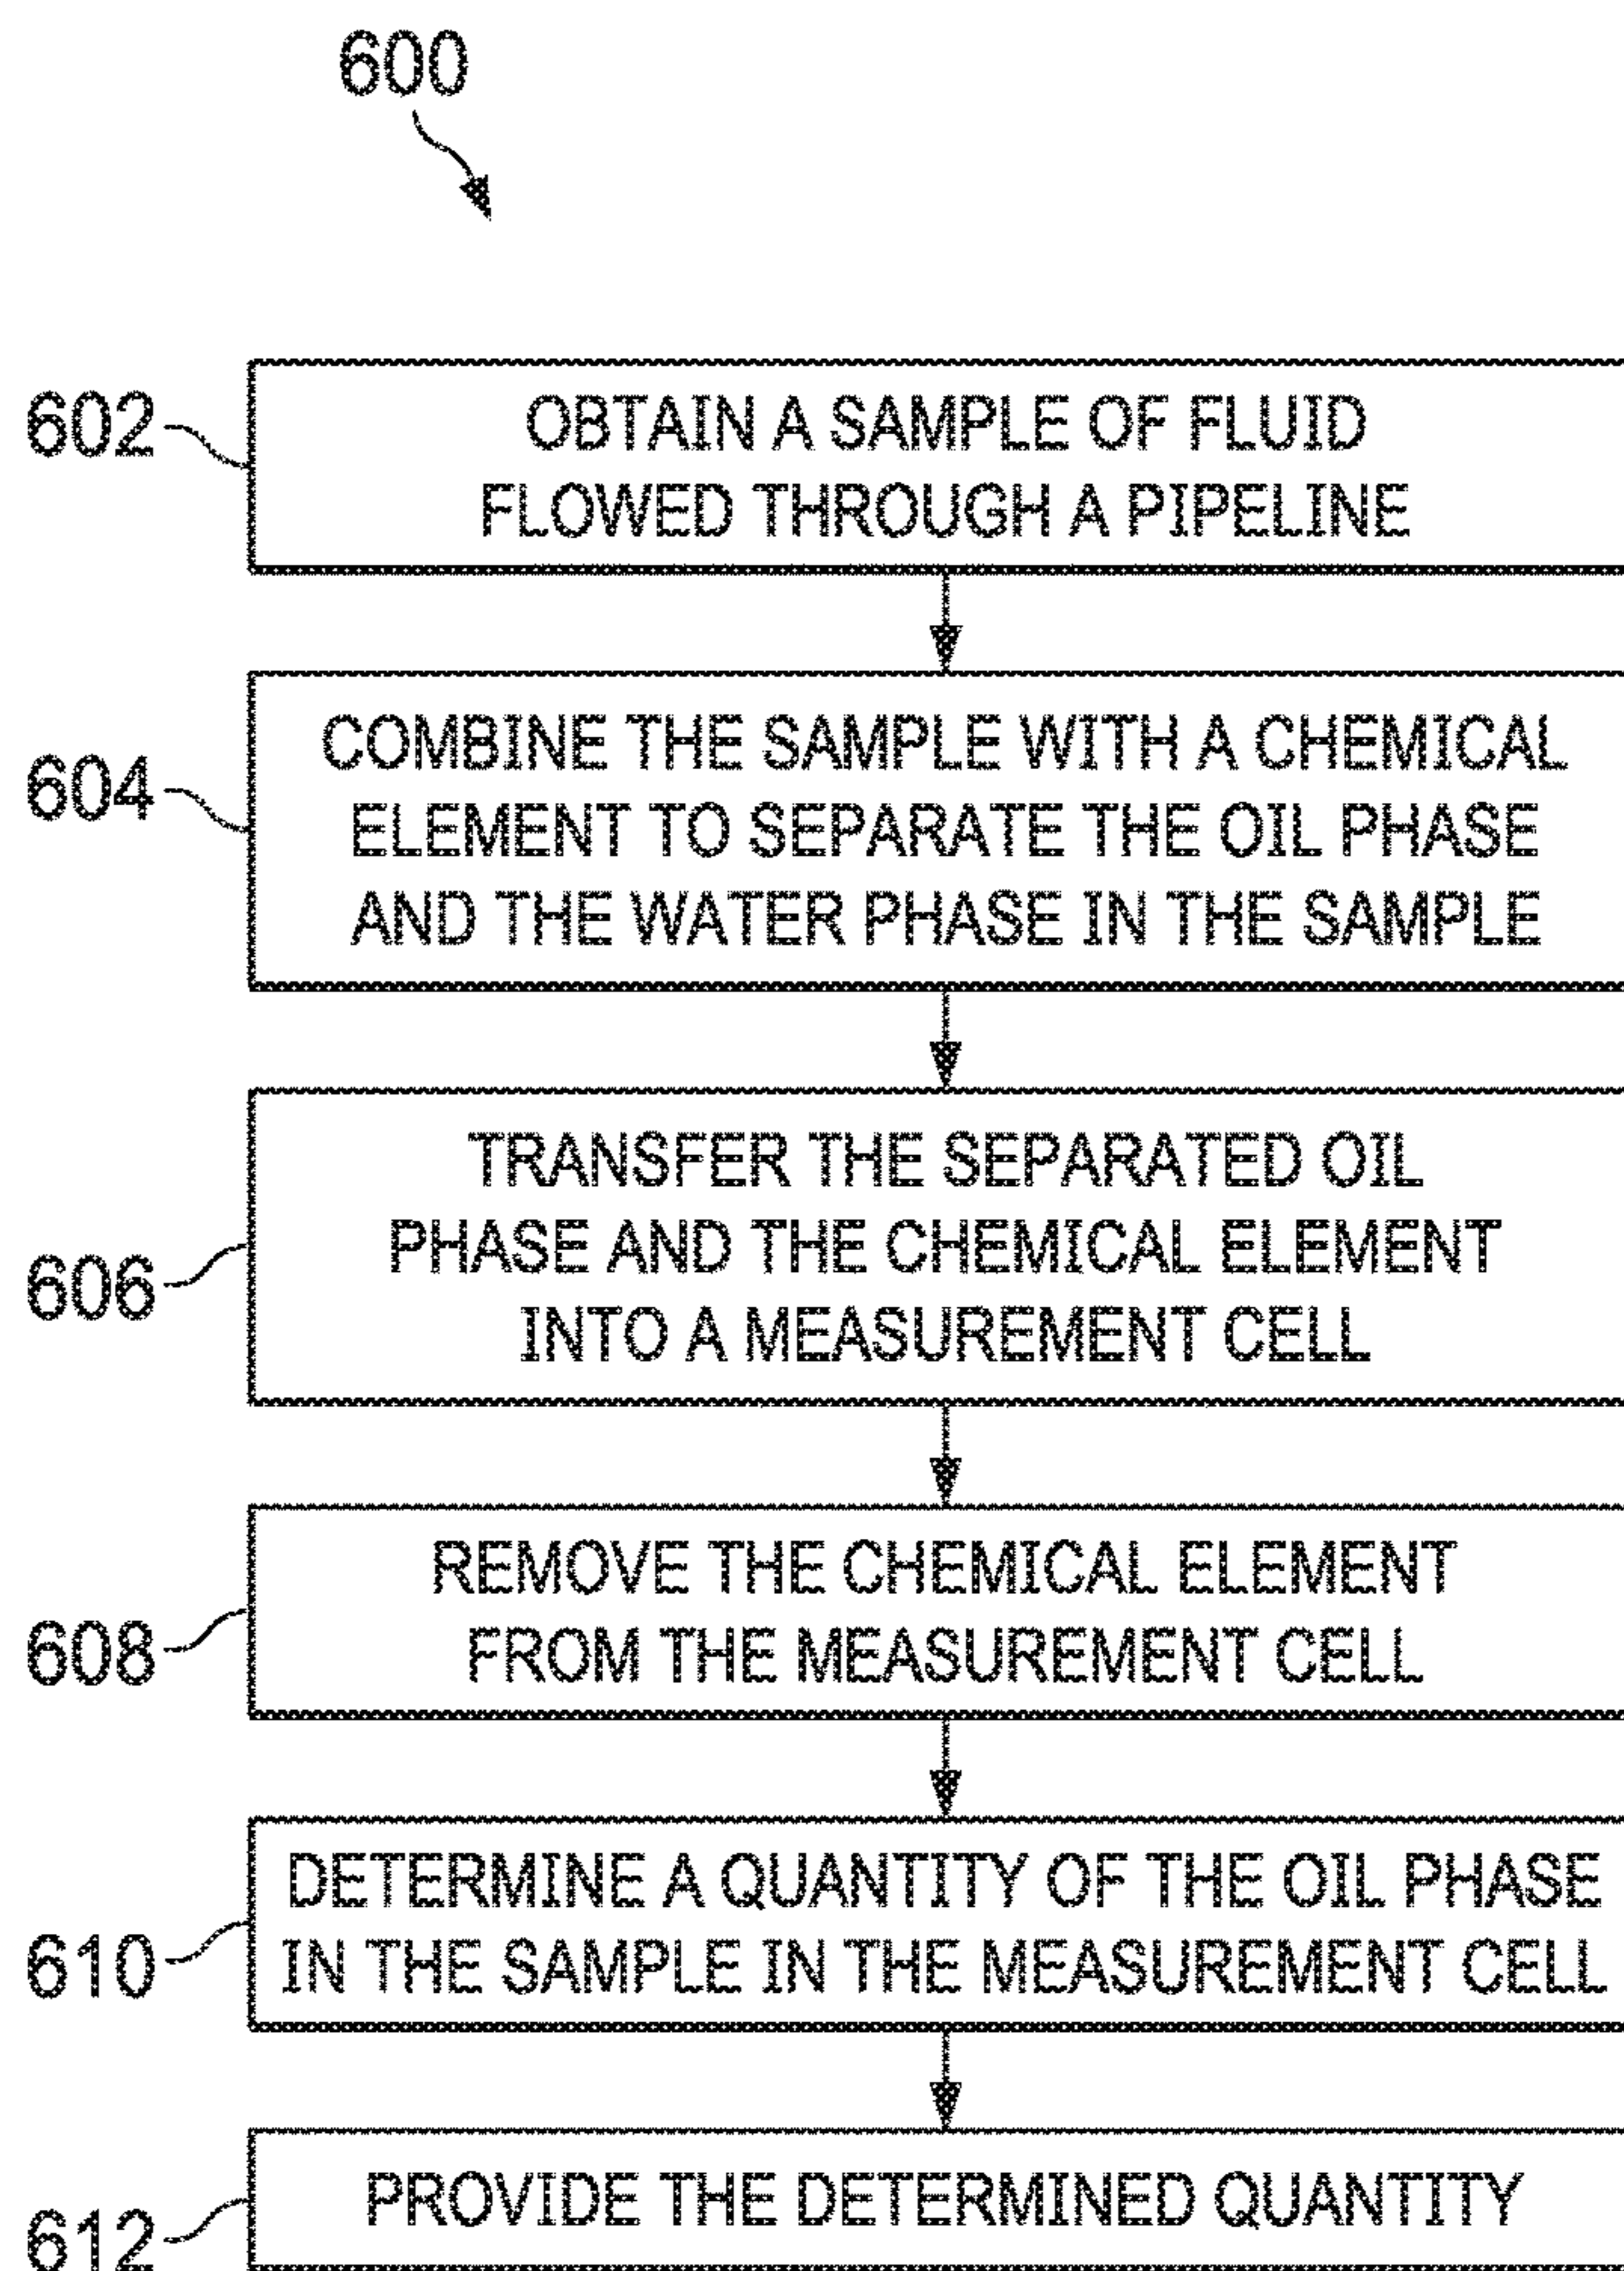 600
602
OBTAIN A SAMPLE OF FLUID
FLOWED THROUGH A PIPELINE
604
COMBINE THE SAMPLE WITH A CHEMICAL
ELEMENT TO SEPARATE THE OIL PHASE
AND THE WATER PHASE IN THE SAMPLE
606
TRANSFER THE SEPARATED OIL
PHASE AND THE CHEMICAL ELEMENT
INTO A MEASUREMENT CELL
608
REMOVE THE CHEMICAL ELEMENT
FROM THE MEASUREMENT CELL
610
DETERMINE A QUANTITY OF THE OIL PHASE
IN THE SAMPLE IN THE MEASUREMENT CELL
612
PROVIDE THE DETERMINED QUANTITY